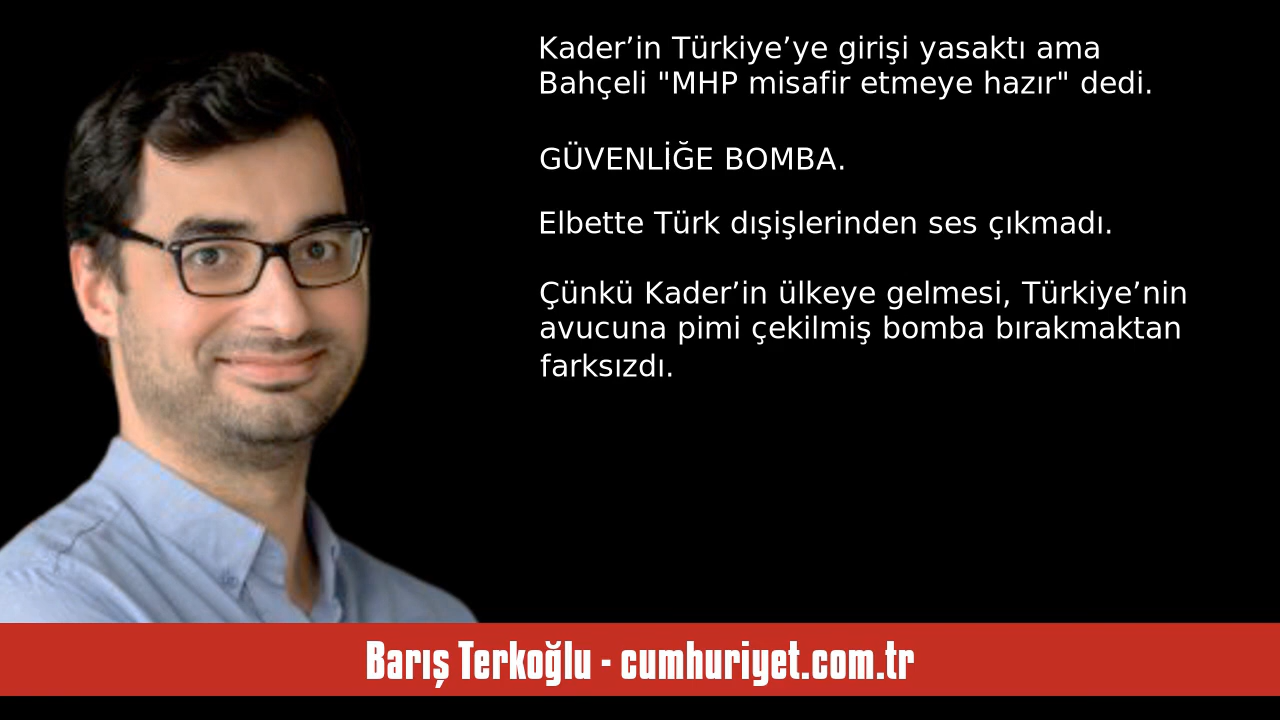 Kader’in Türkiye’ye girişi yasaktı ama
Bahçeli "MHP misafir etmeye hazır" dedi.
GÜVENLİĞE BOMBA.
Elbette Türk dışişlerinden ses çıkmadı.
Çünkü Kader’in ülkeye gelmesi, Türkiye’nin
avucuna pimi çekilmiş bomba bırakmaktan
farksızdı.
Barış Terkoğlu - cumhuriyet.com.tr